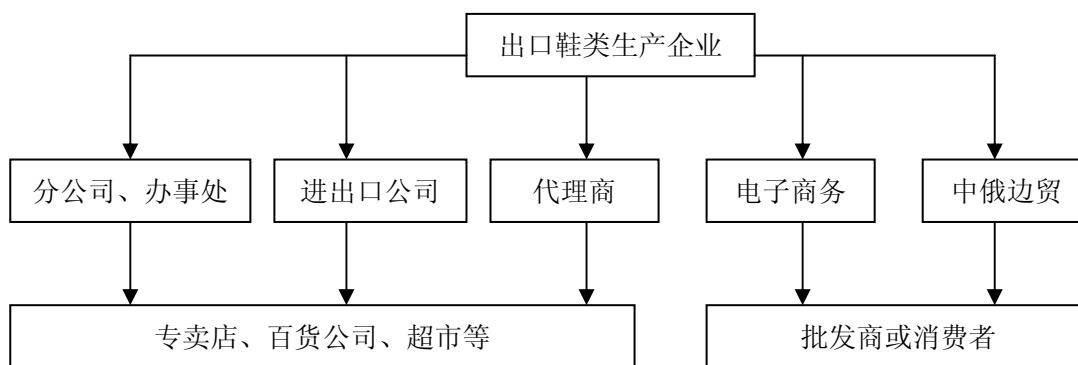 出口鞋类生产企业
分公司、办事处
进出口公司
代理商
电子商务
中俄边贸
专卖店、百货公司、超市等
批发商或消费者